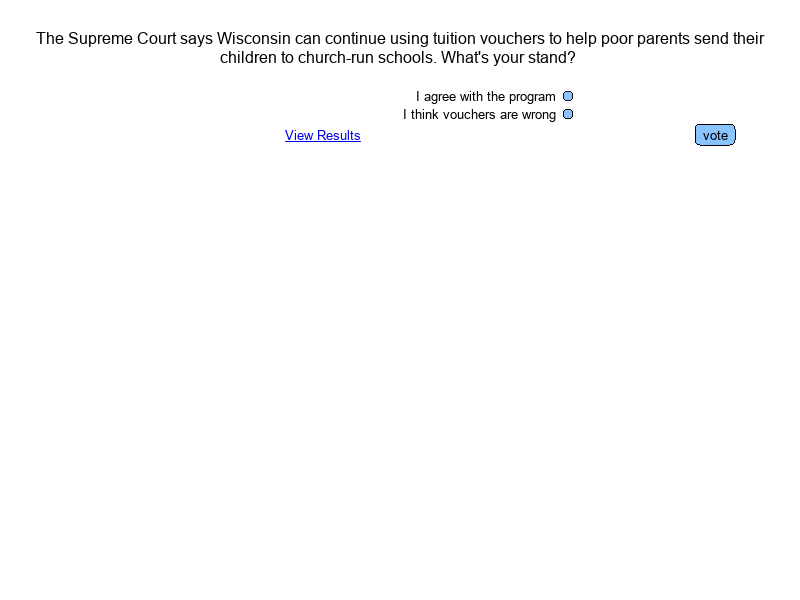 The Supreme Court says Wisconsin can continue using tuition vouchers to help poor parents send their
children to church-run schools. What's your stand?
I agree with the program
I think vouchers are wrong
View Results
vote